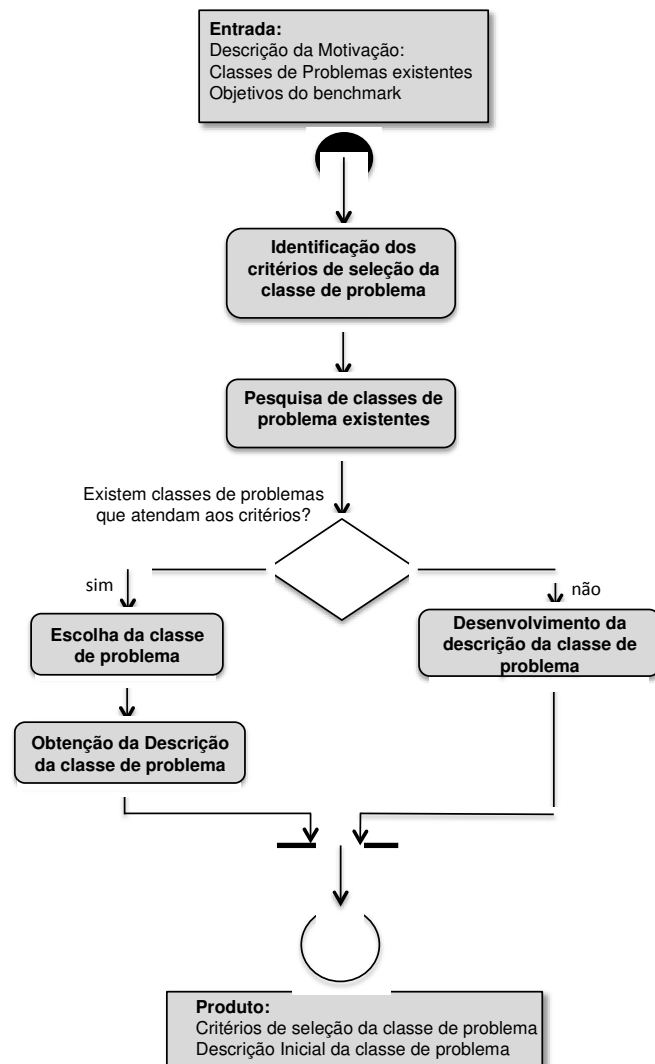 Entrada:
Descrição da Motivação:
Classes de Problemas existentes
Objetivos do benchmark
Identificação dos
critérios de seleção da
classe de problema
Pesquisa de classes de
problema existentes
Existem classes de problemas
que atendam aos critérios?
sim
não
Escolha da classe
de problema
Desenvolvimento da
descrição da classe de
problema
Obtenção da Descrição
da classe de problema
Produto:
Critérios de seleção da classe de problema
Descrição Inicial da classe de problema